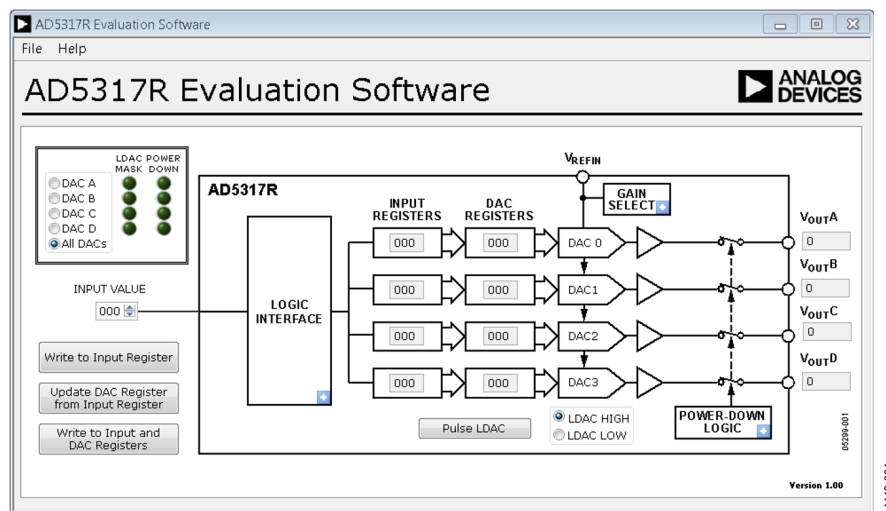 AD5317R Evaluation Software
File Help
AD5317R Evaluation Software
ANALOG
DEVICES
LDAC POWER
MASK DOWN
DAC A
DAC B
DAC C
DAC D
All DACs
INPUT VALUE
000
Write to Input Register
Update DAC Register
from Input Register
Write to Input and
DAC Registers
AD5317R
LOGIC
INTERFACE
INPUT
REGISTERS
DAC
REGISTERS
VREFIN
GAIN
SELECT
000 000 DAC 0
000 000 DAC1
000 000 DAC2
000 000 DAC3
VOUTA
0
VOUTB
0
VOUTC
0
VOUTD
0
Pulse LDAC
LDAC HIGH
LDAC LOW
POWER-DOWN
LOGIC
05299-001
Version 1.00